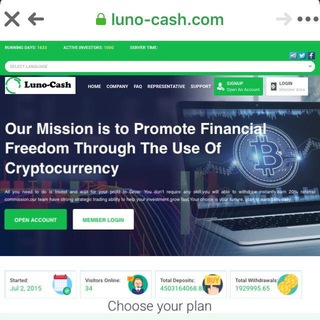 luno-cash.com
RUNNING DAYS: 1633 ACTIVE INVESTORS: 1000 SERVER TIME:
SELECT LANGUAGE
Luno-Cash HOME COMPANY FAQ REPRESENTATIVE SUPPORT SIGNUP LOGIN
Open An Account Member Area
Our Mission is to Promote Financial
Freedom Through The Use Of
Cryptocurrency
All you need to do is Invest and wait for your profit to Grow. You don't require any skill,you will able to withdraw instantly,earn 20% referral
commission.our team have strong strategic trading ability to help your investment grow fast.Your choice is your future, start to earn daily
OPEN ACCOUNT MEMBER LOGIN
Started: Visitors Online: Total Deposits: Total Withdrawals:
Jul 2, 2015 34 4503164068.8 1929995.65
BUY
Choose your plan